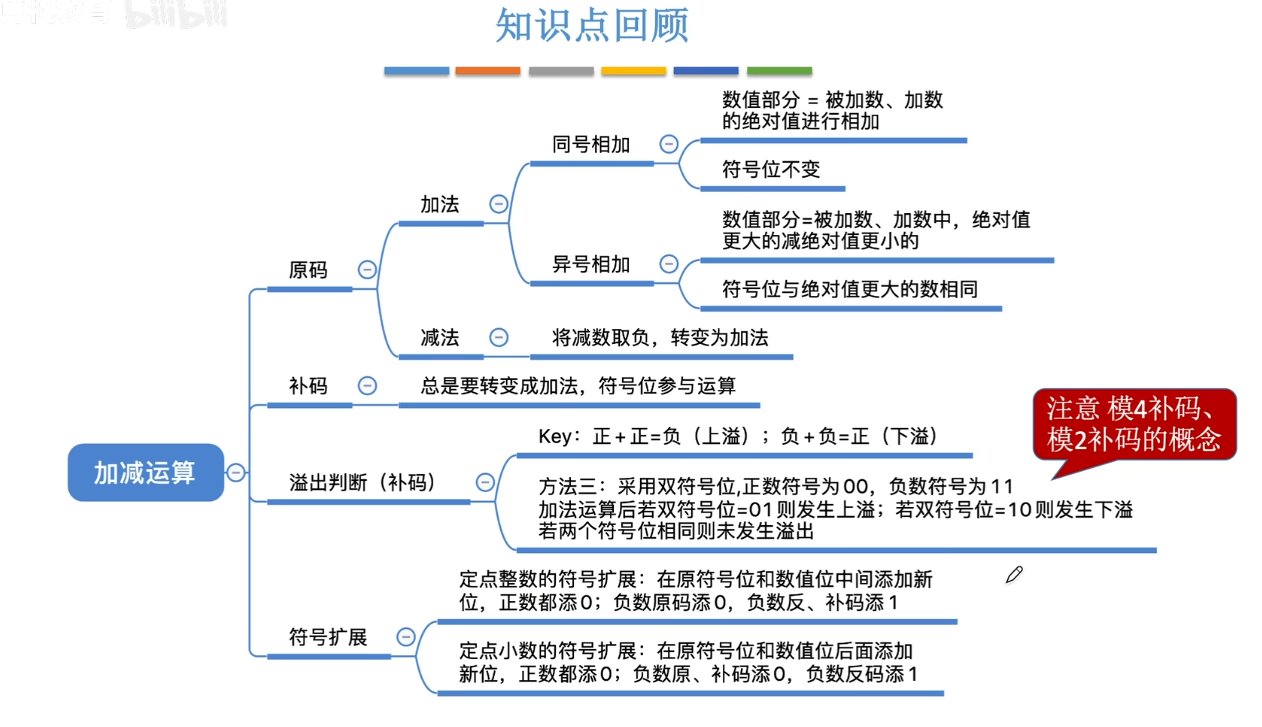 bilibili
知识点回顾
数值部分 = 被加数、加数
的绝对值进行相加
同号相加
符号位不变
加法
数值部分=被加数、加数中，绝对值
更大的减绝对值更小的
异号相加
原码
符号位与绝对值更大的数相同
减法
将减数取负，转变为加法
补码
总是要转变成加法，符号位参与运算
注意 模4补码、
模2补码的概念
Key：正+正=负（上溢）；负+负=正（下溢）
加减运算
溢出判断（补码）
方法三：采用双符号位,正数符号为00，负数符号为11
加法运算后若双符号位=01则发生上溢；若双符号位=10则发生下溢
若两个符号位相同则未发生溢出
定点整数的符号扩展：在原符号位和数值位中间添加新
位，正数都添0；负数原码添0，负数反、补码添1
符号扩展
定点小数的符号扩展：在原符号位和数值位后面添加
新位，正数都添0；负数原、补码添0，负数反码添1